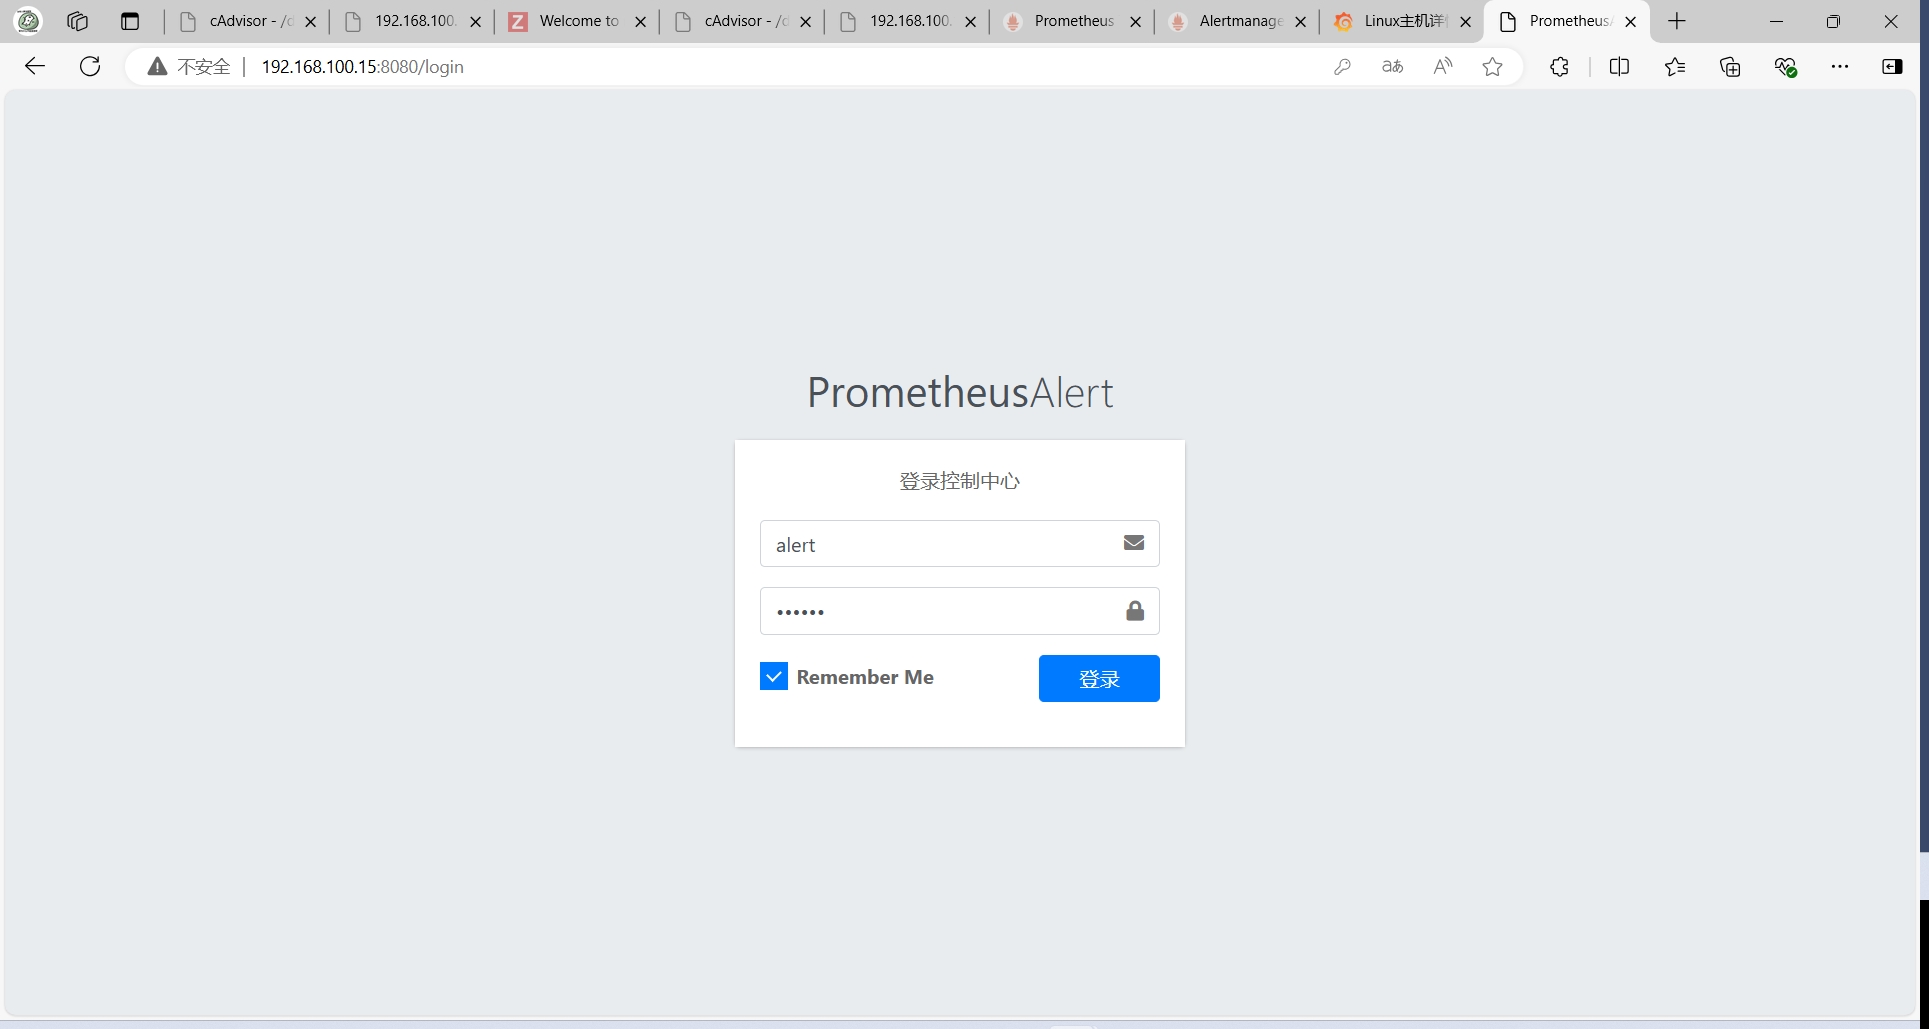 cAdvisor - /d
192.168.100.
Welcome to
cAdvisor - /d
192.168.100.
Prometheus
Alertmanage
Linux主机详情
PrometheusA
不安全 | 192.168.100.15:8080/login
PrometheusAlert
登录控制中心
alert
••••••
Remember Me
登录